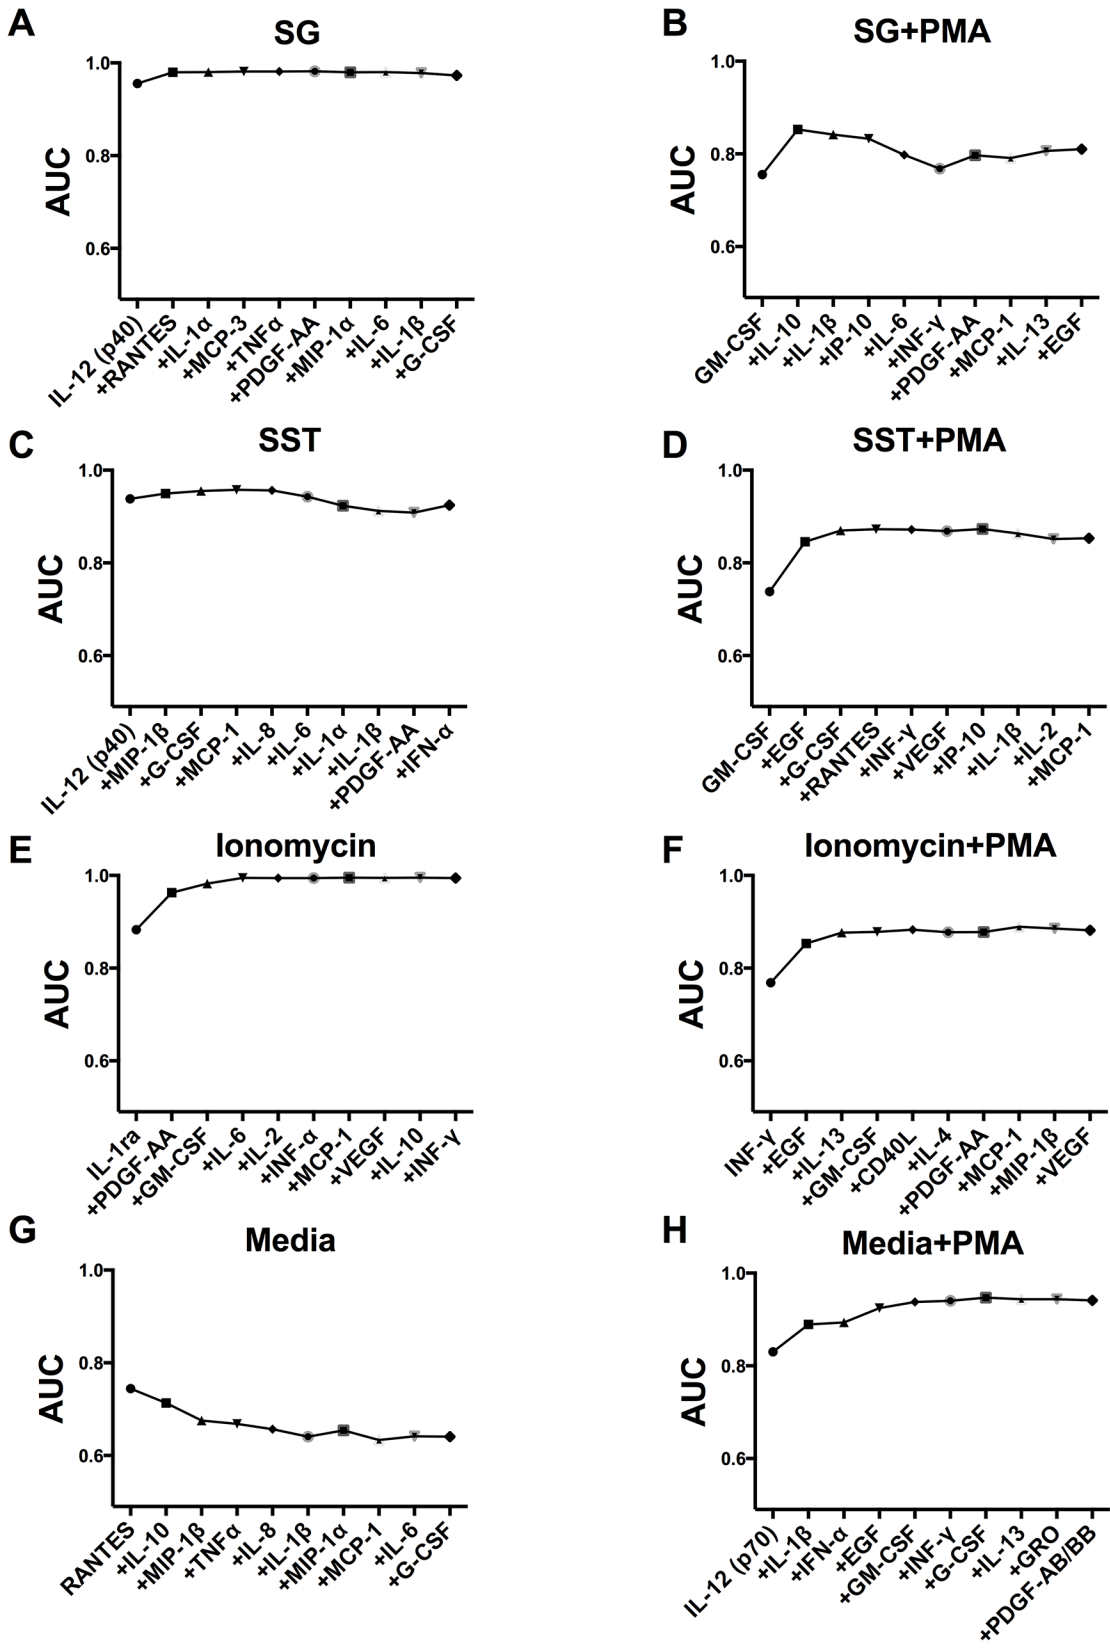 A
SG
AUC
1.0
0.8
0.6
IL-12 (p40)
+RANTES
+IL-1α
+MCP-3
+TNFα
+PDGF-AA
+MIP-1α
+IL-6
+IL-1β
+G-CSF
B
SG+PMA
AUC
1.0
0.8
0.6
GM-CSF
+IL-10
+IL-1β
+IP-10
+IL-6
+INF-γ
+PDGF-AA
+MCP-1
+IL-13
+EGF
C
SST
AUC
1.0
0.8
0.6
IL-12 (p40)
+MIP-1β
+G-CSF
+MCP-1
+IL-8
+IL-6
+IL-1α
+IL-1β
+PDGF-AA
+IFN-α
D
SST+PMA
AUC
1.0
0.8
0.6
GM-CSF
+EGF
+G-CSF
+RANTES
+INF-γ
+VEGF
+IP-10
+IL-1β
+IL-2
+MCP-1
E
Ionomycin
AUC
1.0
0.8
0.6
IL-1ra
+PDGF-AA
+GM-CSF
+IL-6
+IL-2
+INF-α
+MCP-1
+VEGF
+IL-10
+INF-γ
F
Ionomycin+PMA
AUC
1.0
0.8
0.6
INF-γ
+EGF
+IL-13
+GM-CSF
+CD40L
+IL-4
+PDGF-AA
+MCP-1
+MIP-1β
+VEGF
G
Media
AUC
1.0
0.8
0.6
RANTES
+IL-10
+MIP-1β
+TNFα
+IL-8
+IL-1β
+MIP-1α
+MCP-1
+IL-6
+G-CSF
H
Media+PMA
AUC
1.0
0.8
0.6
IL-12 (p70)
+IL-1β
+IFN-α
+EGF
+GM-CSF
+INF-γ
+G-CSF
+IL-13
+GRO
+PDGF-AB/BB